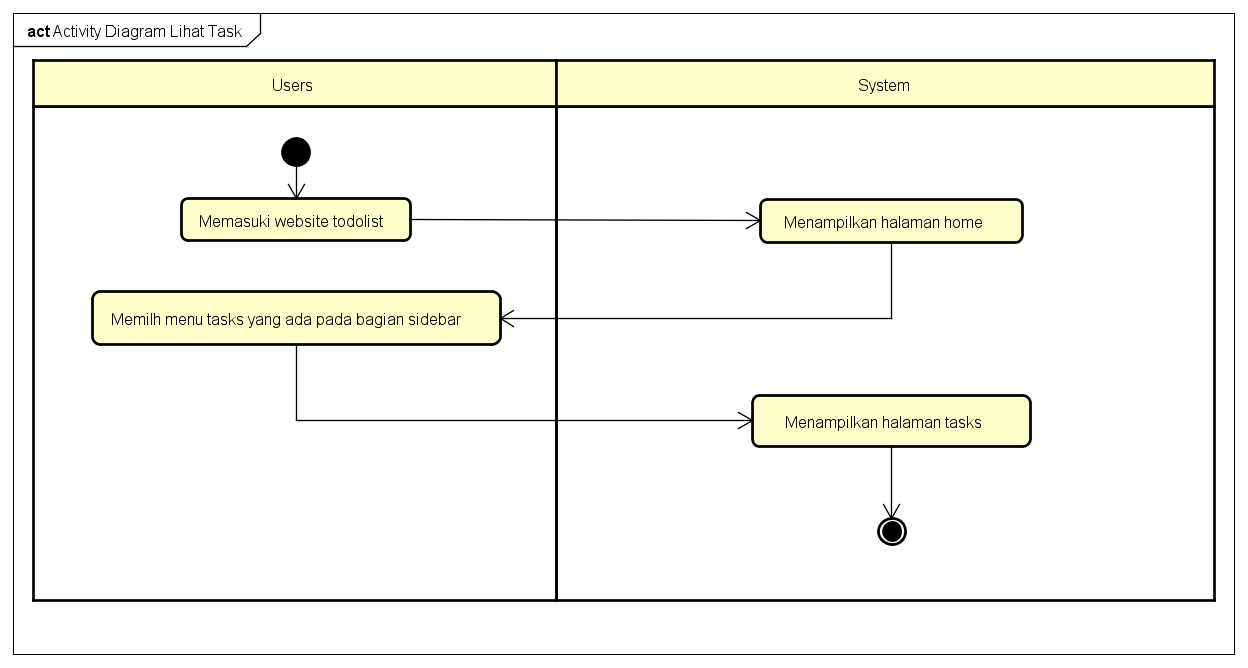 act Activity Diagram Lihat Task
Users
System
Memasuki website todolist
Menampilkan halaman home
Memilh menu tasks yang ada pada bagian sidebar
Menampilkan halaman tasks